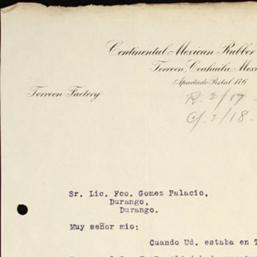 Continental-Mexican Rubber
Torreon, Coahuila, Mex
Apartado Postal 176
Torreon Factory
R. 2/17
Cf. 2/18.
Sr. Lic. Fco. Gomez Palacio,
Durango,
Durango.
Muy señor mio:
Cuando Ud. estaba en T